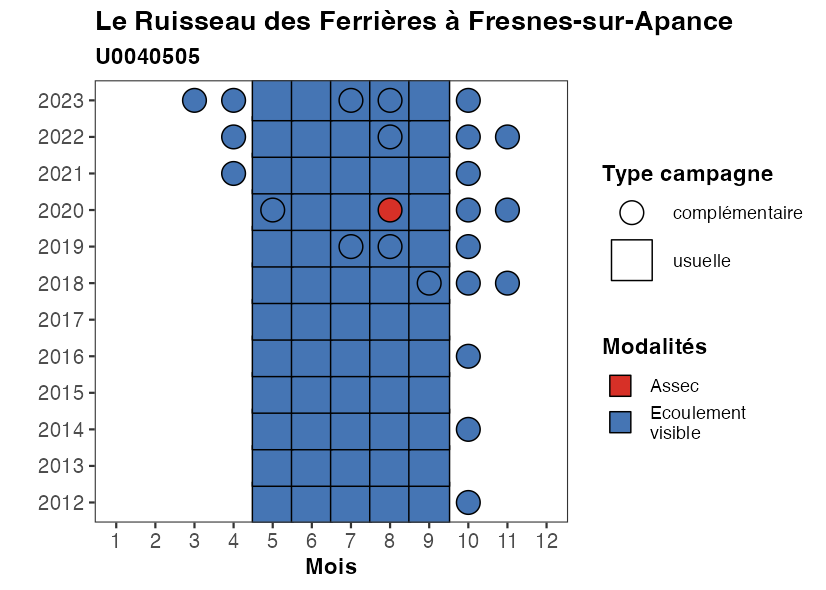 Le Ruisseau des Ferrières à Fresnes-sur-Apance
U0040505
2023
2022
2021
2020
2019
2018
2017
2016
2015
2014
2013
2012
1 2 3 4 5 6 7 8 9 10 11 12
Mois
Type campagne
complémentaire
usuelle
Modalités
Assec
Ecoulement
visible